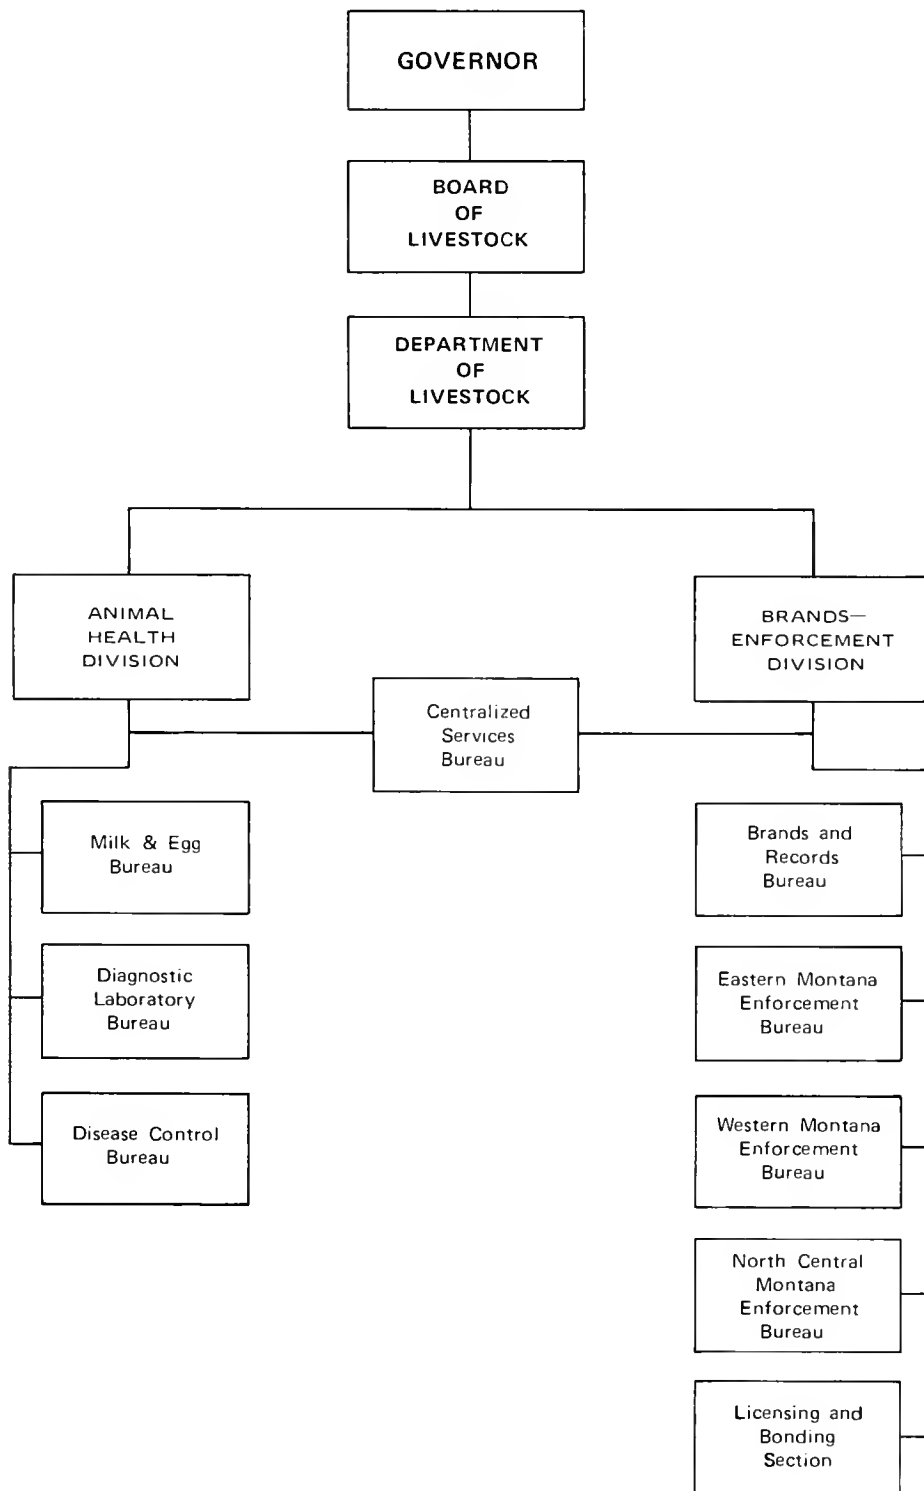 GOVERNOR
BOARD
OF
LIVESTOCK
DEPARTMENT
OF
LIVESTOCK
ANIMAL
HEALTH
DIVISION
BRANDS—
ENFORCEMENT
DIVISION
Centralized
Services
Bureau
Milk & Egg
Bureau
Diagnostic
Laboratory
Bureau
Disease Control
Bureau
Brands and
Records
Bureau
Eastern Montana
Enforcement
Bureau
Western Montana
Enforcement
Bureau
North Central
Montana
Enforcement
Bureau
Licensing and
Bonding
Section